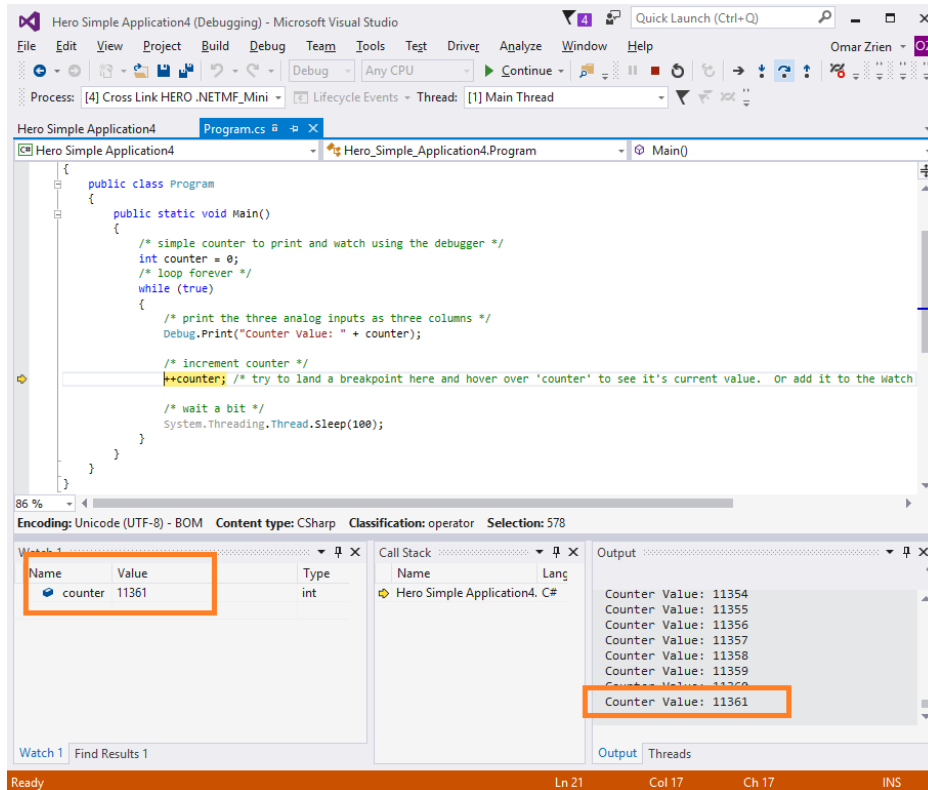 Hero Simple Application4 (Debugging) - Microsoft Visual Studio
4
Quick Launch (Ctrl+Q)
File Edit View Project Build Debug Team Tools Test Driver Analyze Window Help
Omar Zrien
Debug Any CPU Continue
Process: [4] Cross Link HERO .NETMF_Mini Lifecycle Events Thread: [1] Main Thread
Hero Simple Application4 Program.cs
C# Hero Simple Application4 Hero_Simple_Application4.Program Main()
{
public class Program
{
public static void Main()
{
/* simple counter to print and watch using the debugger */
int counter = 0;
/* loop forever */
while (true)
{
/* print the three analog inputs as three columns */
Debug.Print("Counter Value: " + counter);
/* increment counter */
++counter; /* try to land a breakpoint here and hover over 'counter' to see it's current value.  Or add it to the Watch
/* wait a bit */
System.Threading.Thread.Sleep(100);
}
}
}
}
86 %
Encoding: Unicode (UTF-8) - BOM Content type: CSharp Classification: operator Selection: 578
Watch 1 Call Stack Output
Name Value Type Name Lang
counter 11361 int Hero Simple Application4. C#
Counter Value: 11354
Counter Value: 11355
Counter Value: 11356
Counter Value: 11357
Counter Value: 11358
Counter Value: 11359
Counter Value: 11360
Counter Value: 11361
Watch 1 Find Results 1 Output Threads
Ready Ln 21 Col 17 Ch 17 INS